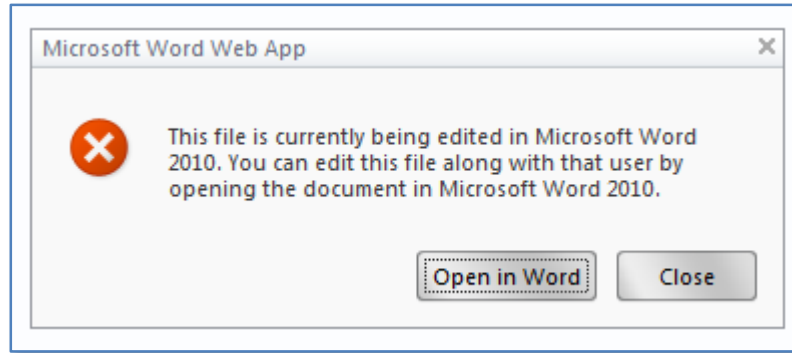 Microsoft Word Web App
This file is currently being edited in Microsoft Word
2010. You can edit this file along with that user by
opening the document in Microsoft Word 2010.
Open in Word
Close